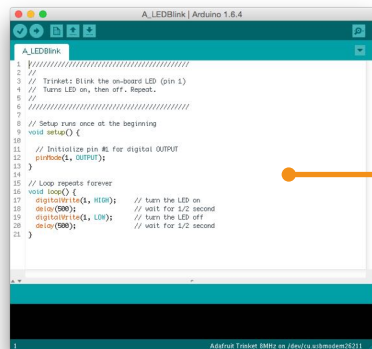 A_LEDBlink | Arduino 1.6.4
A_LEDBlink
1 ////////////////////////////////////////////
2 //
3 //  Trinket: Blink the on-board LED (pin 1)
4 //  Turns LED on, then off. Repeat.
5 //
6 ////////////////////////////////////////////
7
8 // Setup runs once at the beginning
9 void setup() {
10
11   // Initialize pin #1 for digital OUTPUT
12   pinMode(1, OUTPUT);
13 }
14
15 // Loop repeats forever
16 void loop() {
17   digitalWrite(1, HIGH);    // turn the LED on
18   delay(500);               // wait for 1/2 second
19   digitalWrite(1, LOW);     // turn the LED off
20   delay(500);               // wait for 1/2 second
21 }
1 Adafruit Trinket 8MHz on /dev/cu.usbmodem26211